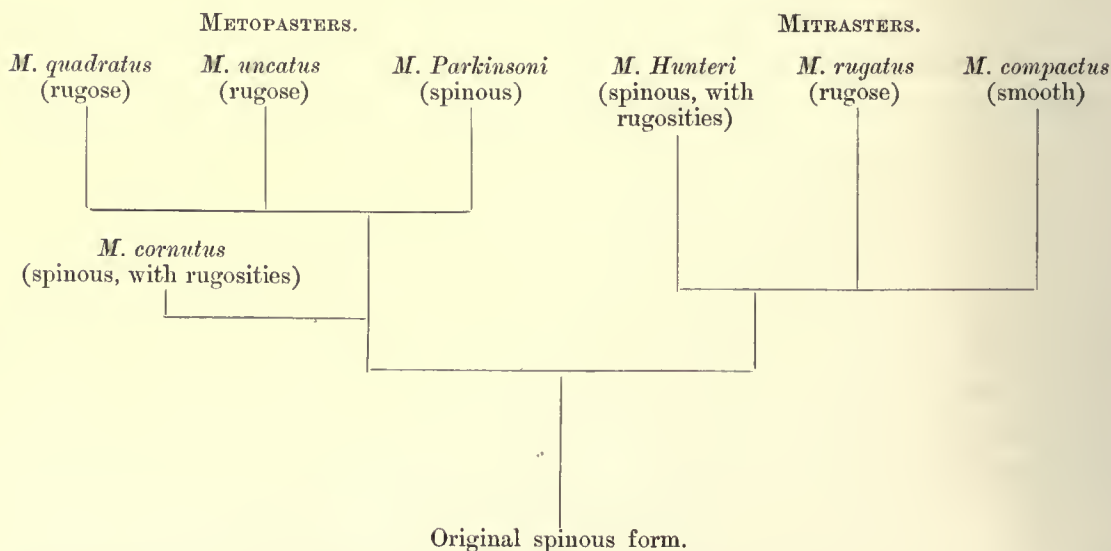 METOPASTERS.
MITRASTERS.
M. quadratus
(rugose)
M. uncatus
(rugose)
M. Parkinsoni
(spinous)
M. Hunteri
(spinous, with
rugosities)
M. rugatus
(rugose)
M. compactus
(smooth)
M. cornutus
(spinous, with rugosities)
Original spinous form.